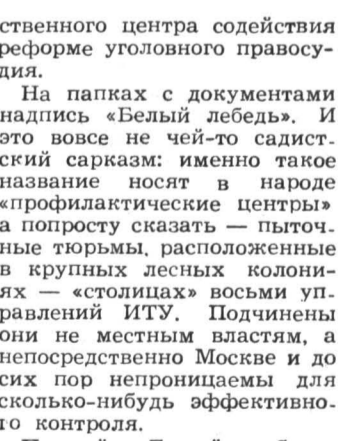 ственного центра содействия
реформе уголовного правосу-
дия.
На папках с документами
надпись «Белый лебедь». И
это вовсе не чей-то садист-
ский сарказм: именно такое
название носят в народе
«профилактические центры»
а попросту сказать — пыточ-
ные тюрьмы, расположенные
в крупных лесных колони-
ях — «столицах» восьми уп-
равлений ИТУ. Подчинены
они не местным властям, а
непосредственно Москве и до
сих пор непроницаемы для
сколько-нибудь эффективно-
го контроля.